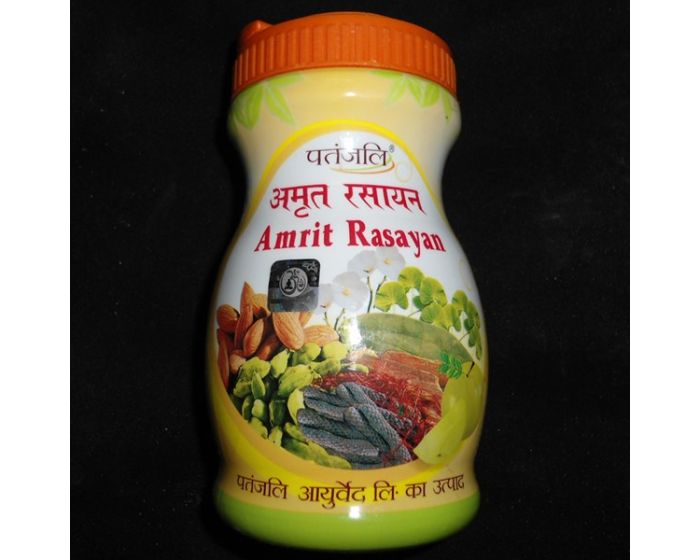 पतंजलि®
अमृत रसायन
Amrit Rasayan
पतंजलि आयुर्वेद लि॰ का उत्पाद